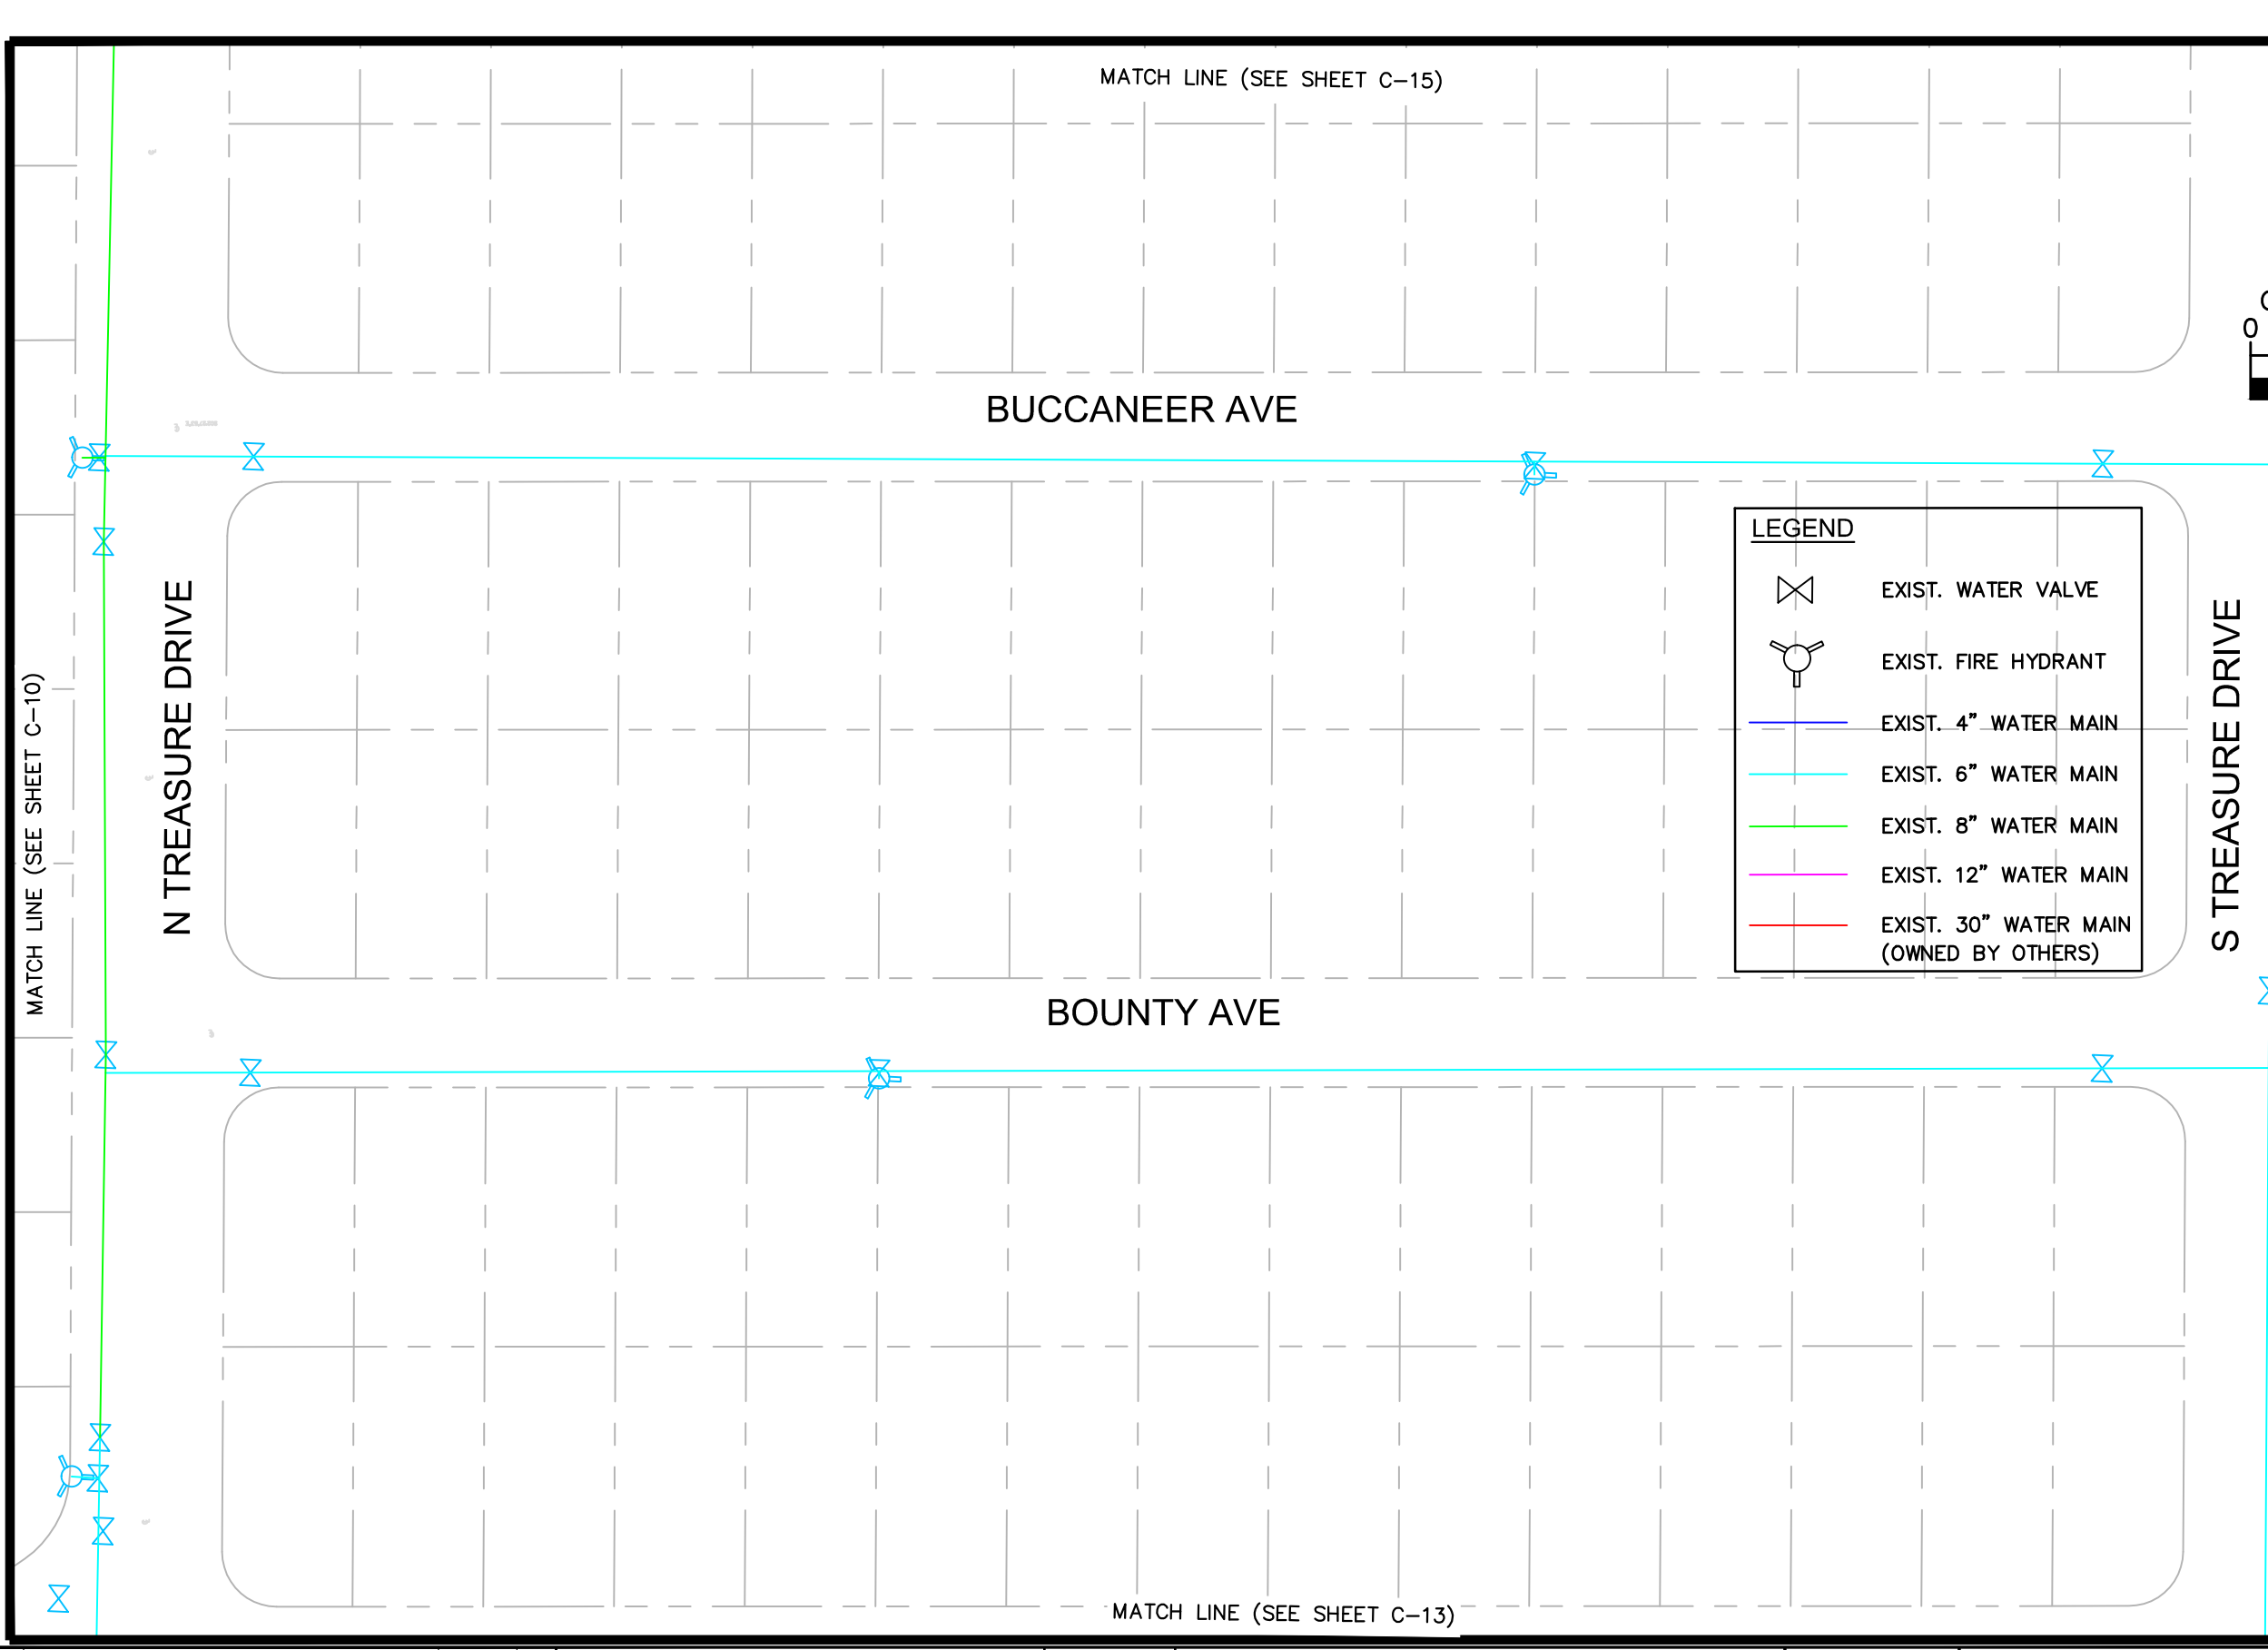 MATCH LINE (SEE SHEET C-15)
0
BUCCANEER AVE
N TREASURE DRIVE
MATCH LINE (SEE SHEET C-10)
LEGEND
EXIST. WATER VALVE
EXIST. FIRE HYDRANT
EXIST. 4" WATER MAIN
EXIST. 6" WATER MAIN
EXIST. 8" WATER MAIN
EXIST. 12" WATER MAIN
EXIST. 30" WATER MAIN
(OWNED BY OTHERS)
S TREASURE DRIVE
BOUNTY AVE
MATCH LINE (SEE SHEET C-13)